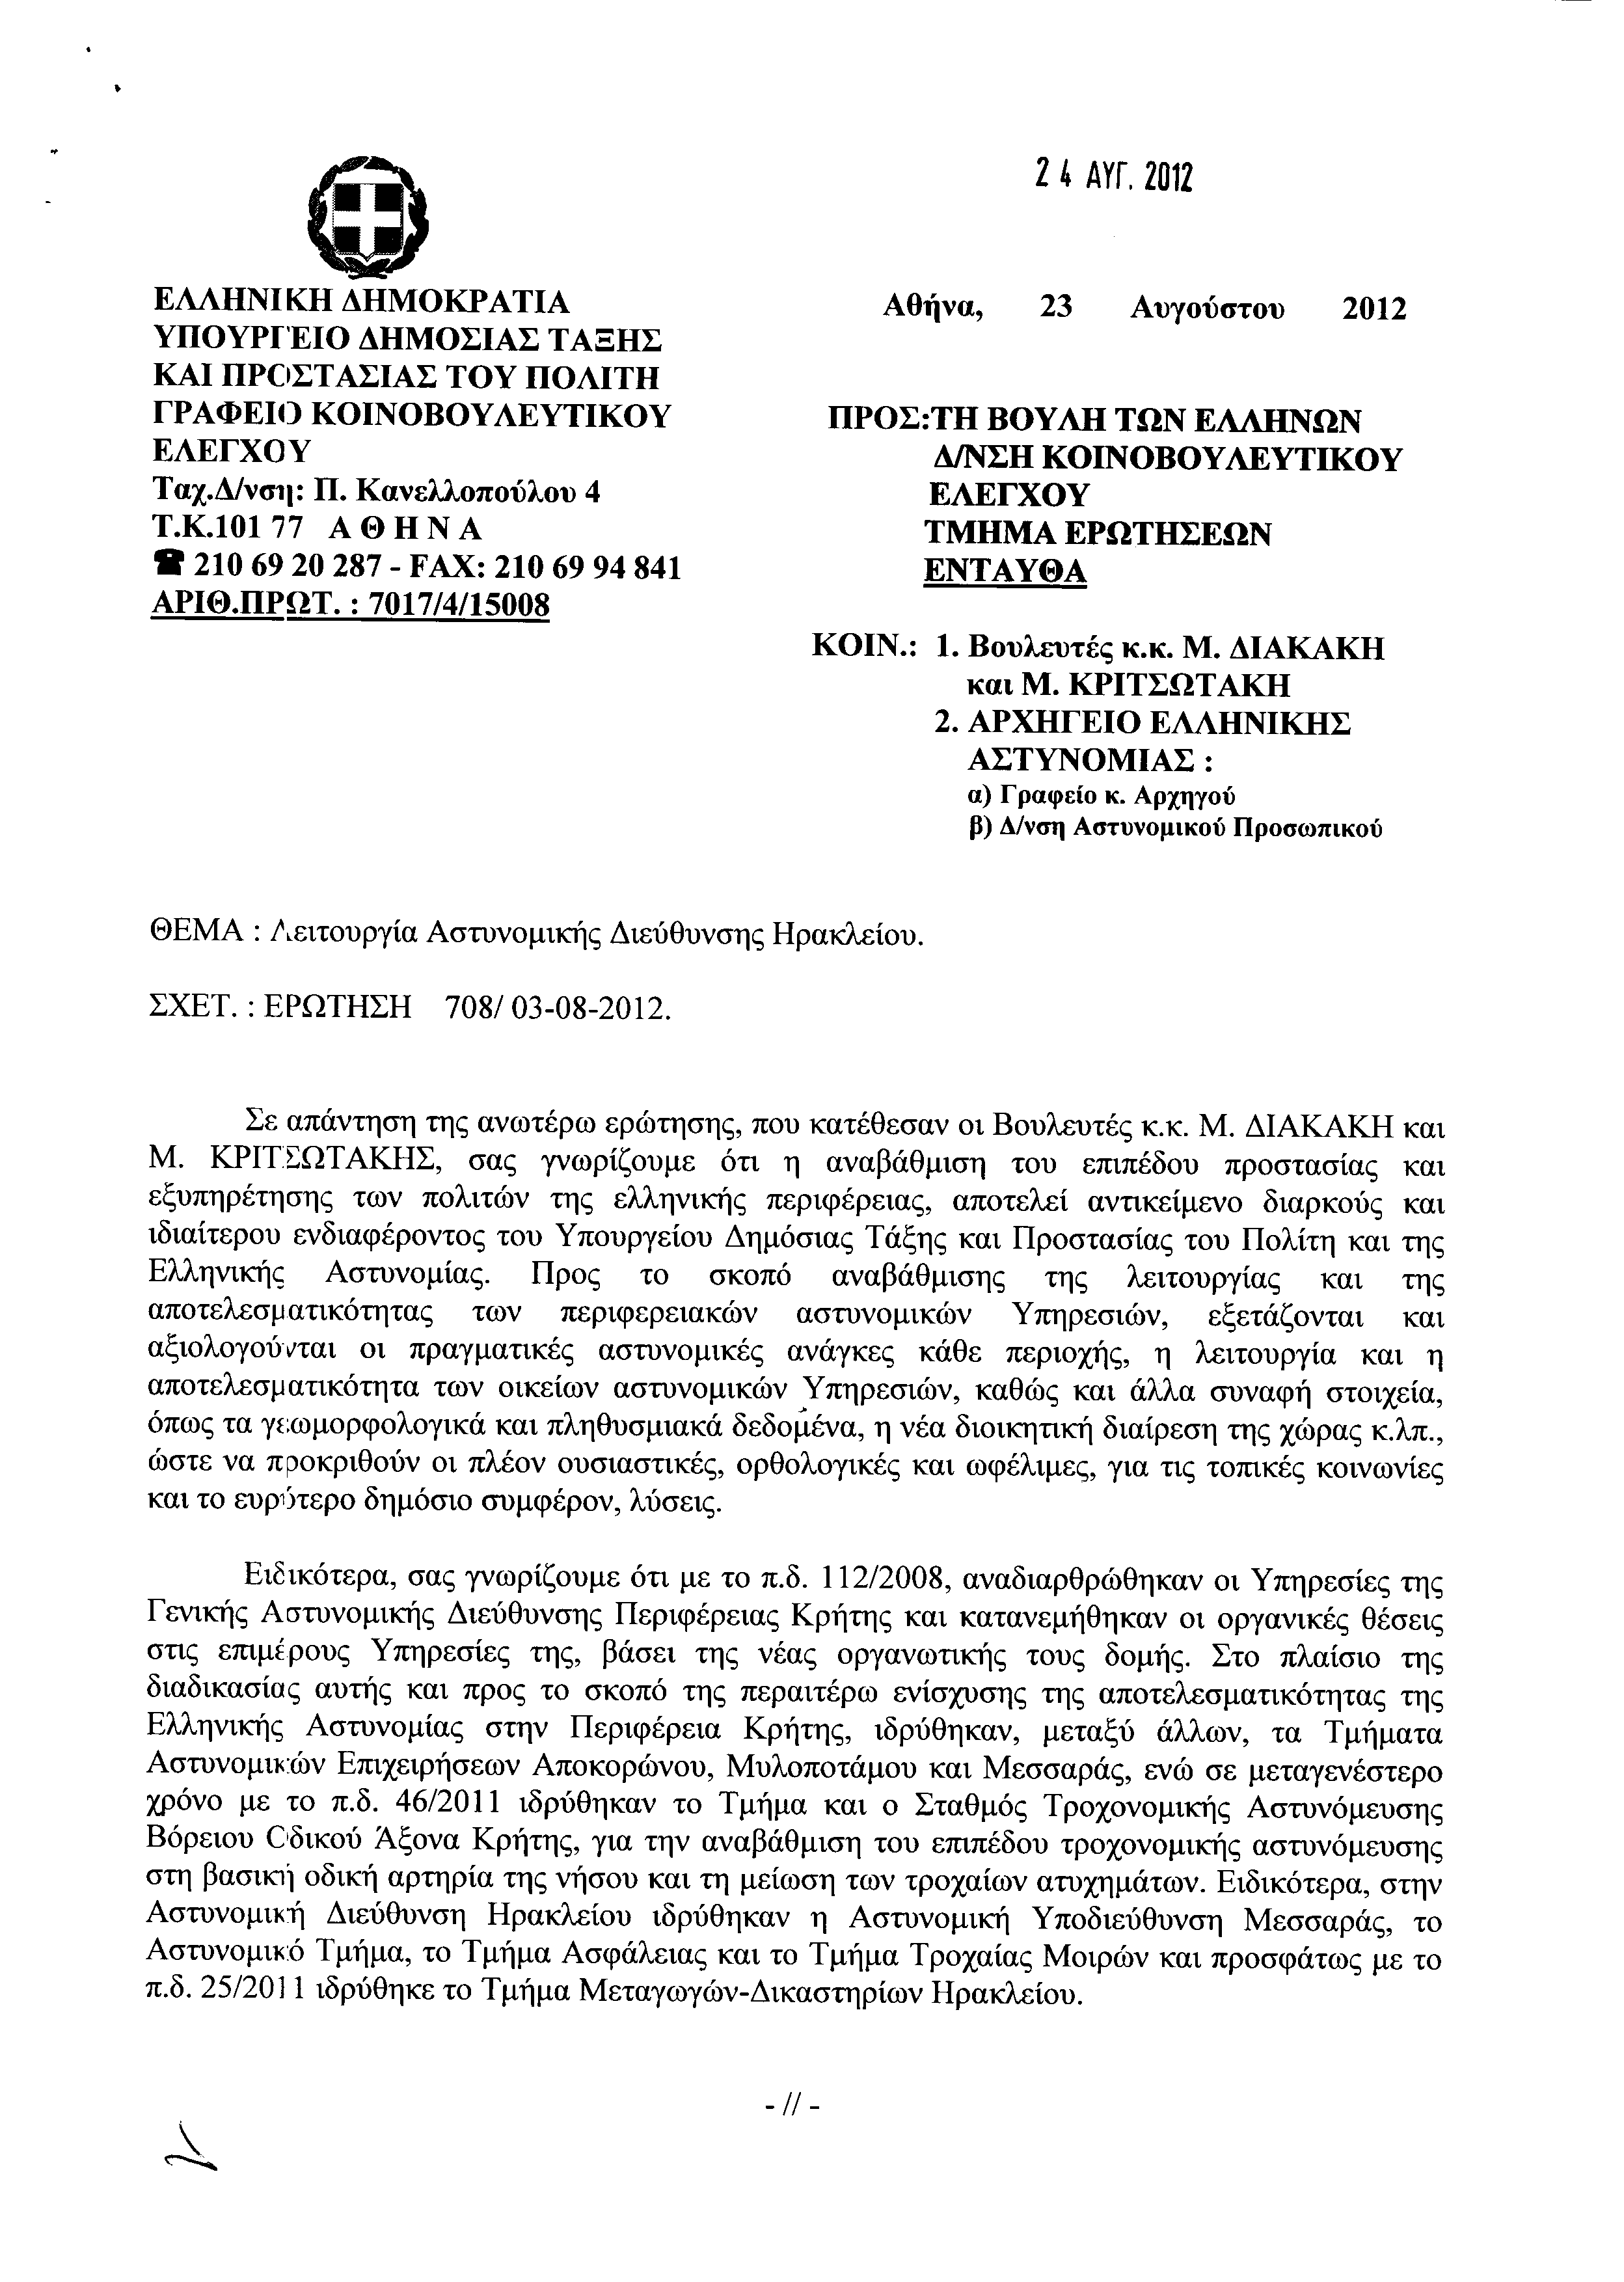 2 4 ΑΥΓ. 2012
ΕΛΛΗΝΙΚΗ ΔΗΜΟΚΡΑΤΙΑ
ΥΠΟΥΡΓΕΙΟ ΔΗΜΟΣΙΑΣ ΤΑΞΗΣ
ΚΑΙ ΠΡΟΣΤΑΣΙΑΣ ΤΟΥ ΠΟΛΙΤΗ
ΓΡΑΦΕΙΟ ΚΟΙΝΟΒΟΥΛΕΥΤΙΚΟΥ
ΕΛΕΓΧΟΥ
Ταχ.Δ/νση: Π. Κανελλοπούλου 4
Τ.Κ.101 77 Α Θ Η Ν Α
☎ 210 69 20 287 - FAX: 210 69 94 841
ΑΡΙΘ.ΠΡΩΤ. : 7017/4/15008
Αθήνα, 23 Αυγούστου 2012
ΠΡΟΣ:ΤΗ ΒΟΥΛΗ ΤΩΝ ΕΛΛΗΝΩΝ
Δ/ΝΣΗ ΚΟΙΝΟΒΟΥΛΕΥΤΙΚΟΥ
ΕΛΕΓΧΟΥ
ΤΜΗΜΑ ΕΡΩΤΗΣΕΩΝ
ΕΝΤΑΥΘΑ
ΚΟΙΝ.: 1. Βουλευτές κ.κ. Μ. ΔΙΑΚΑΚΗ
και Μ. ΚΡΙΤΣΩΤΑΚΗ
2. ΑΡΧΗΓΕΙΟ ΕΛΛΗΝΙΚΗΣ
ΑΣΤΥΝΟΜΙΑΣ :
α) Γραφείο κ. Αρχηγού
β) Δ/νση Αστυνομικού Προσωπικού
ΘΕΜΑ : Λειτουργία Αστυνομικής Διεύθυνσης Ηρακλείου.
ΣΧΕΤ. : ΕΡΩΤΗΣΗ 708/ 03-08-2012.
Σε απάντηση της ανωτέρω ερώτησης, που κατέθεσαν οι Βουλευτές κ.κ. Μ. ΔΙΑΚΑΚΗ και
Μ. ΚΡΙΤΣΩΤΑΚΗΣ, σας γνωρίζουμε ότι η αναβάθμιση του επιπέδου προστασίας και
εξυπηρέτησης των πολιτών της ελληνικής περιφέρειας, αποτελεί αντικείμενο διαρκούς και
ιδιαίτερου ενδιαφέροντος του Υπουργείου Δημόσιας Τάξης και Προστασίας του Πολίτη και της
Ελληνικής Αστυνομίας. Προς το σκοπό αναβάθμισης της λειτουργίας και της
αποτελεσματικότητας των περιφερειακών αστυνομικών Υπηρεσιών, εξετάζονται και
αξιολογούνται οι πραγματικές αστυνομικές ανάγκες κάθε περιοχής, η λειτουργία και η
αποτελεσματικότητα των οικείων αστυνομικών Υπηρεσιών, καθώς και άλλα συναφή στοιχεία,
όπως τα γεωμορφολογικά και πληθυσμιακά δεδομένα, η νέα διοικητική διαίρεση της χώρας κ.λπ.,
ώστε να προκριθούν οι πλέον ουσιαστικές, ορθολογικές και ωφέλιμες, για τις τοπικές κοινωνίες
και το ευρύτερο δημόσιο συμφέρον, λύσεις.
Ειδικότερα, σας γνωρίζουμε ότι με το π.δ. 112/2008, αναδιαρθρώθηκαν οι Υπηρεσίες της
Γενικής Αστυνομικής Διεύθυνσης Περιφέρειας Κρήτης και κατανεμήθηκαν οι οργανικές θέσεις
στις επιμέρους Υπηρεσίες της, βάσει της νέας οργανωτικής τους δομής. Στο πλαίσιο της
διαδικασίας αυτής και προς το σκοπό της περαιτέρω ενίσχυσης της αποτελεσματικότητας της
Ελληνικής Αστυνομίας στην Περιφέρεια Κρήτης, ιδρύθηκαν, μεταξύ άλλων, τα Τμήματα
Αστυνομικών Επιχειρήσεων Αποκορώνου, Μυλοποτάμου και Μεσσαράς, ενώ σε μεταγενέστερο
χρόνο με το π.δ. 46/2011 ιδρύθηκαν το Τμήμα και ο Σταθμός Τροχονομικής Αστυνόμευσης
Βόρειου Οδικού Άξονα Κρήτης, για την αναβάθμιση του επιπέδου τροχονομικής αστυνόμευσης
στη βασική οδική αρτηρία της νήσου και τη μείωση των τροχαίων ατυχημάτων. Ειδικότερα, στην
Αστυνομική Διεύθυνση Ηρακλείου ιδρύθηκαν η Αστυνομική Υποδιεύθυνση Μεσσαράς, το
Αστυνομικό Τμήμα, το Τμήμα Ασφάλειας και το Τμήμα Τροχαίας Μοιρών και προσφάτως με το
π.δ. 25/2011 ιδρύθηκε το Τμήμα Μεταγωγών-Δικαστηρίων Ηρακλείου.
- // -